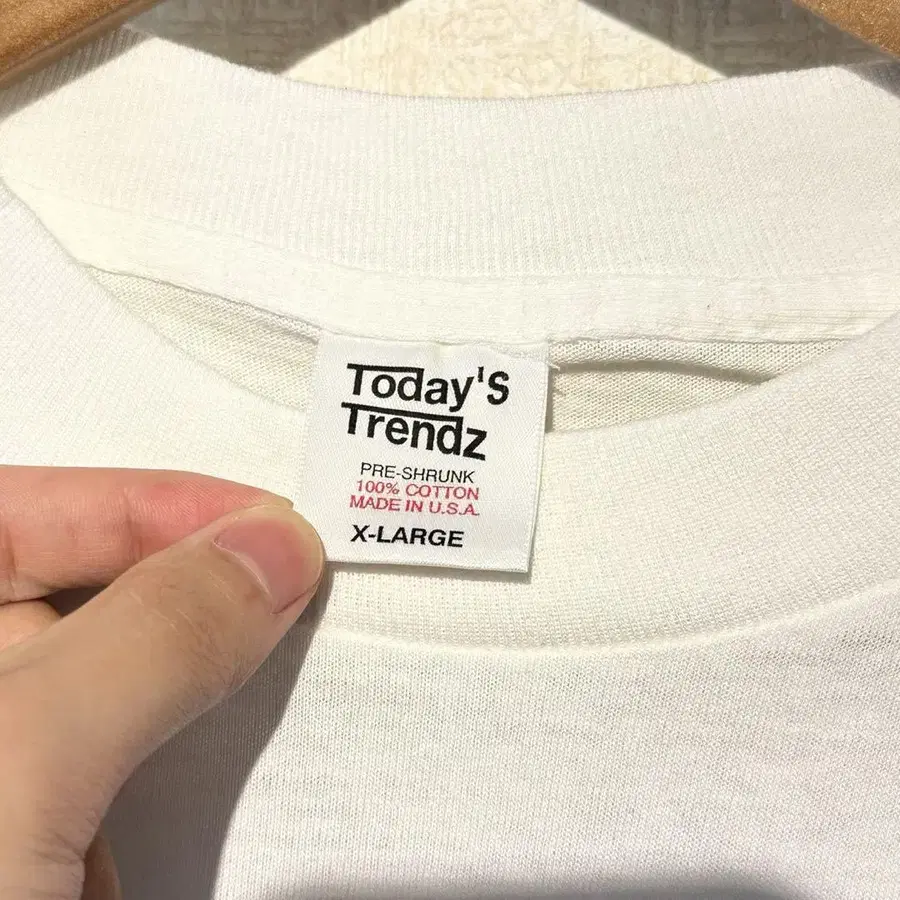 Today's
Trendz
PRE-SHRUNK
100% COTTON
MADE IN U.S.A.
X-LARGE